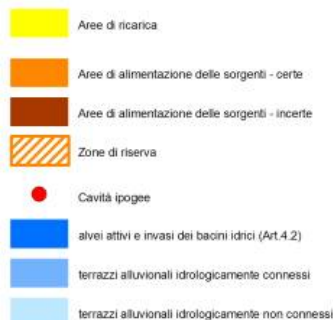 Aree di ricarica
Aree di alimentazione delle sorgenti - certe
Aree di alimentazione delle sorgenti - incerte
Zone di riserva
Cavità ipogee
alvei attivi e invasi dei bacini idrici (Art.4.2)
terrazzi alluvionali idrologicamente connessi
terrazzi alluvionali idrologicamente non connessi